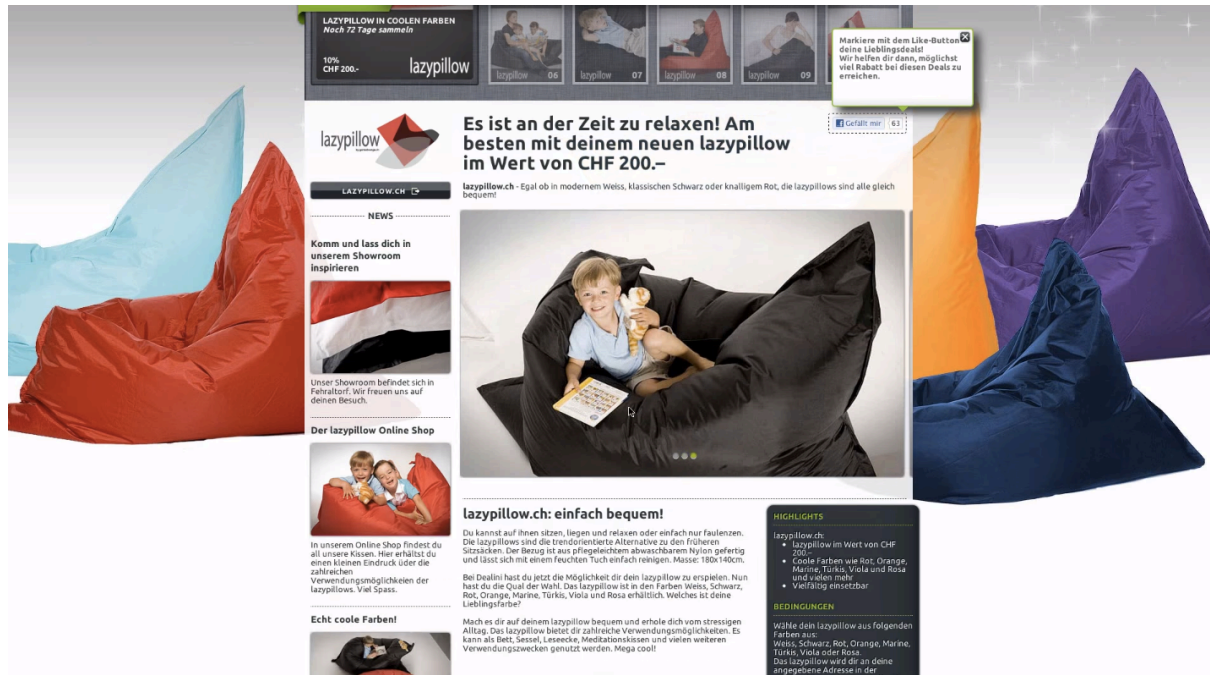 LAZYPILLOW IN COOLEN FARBEN
Noch 72 Tage sammeln
10%
CHF 200.-
lazypillow
lazypillow 06
lazypillow 07
lazypillow 08
lazypillow 09
Markiere mit dem Like-Button
deine Lieblingsdeals!
Wir helfen dir dann, möglichst
viel Rabatt bei diesen Deals zu
erreichen.
Gefällt mir 63
lazypillow
LAZYPILLOW.CH
NEWS
Komm und lass dich in
unserem Showroom
inspirieren
Unser Showroom befindet sich in
Fehraltorf. Wir freuen uns auf
deinen Besuch.
Der lazypillow Online Shop
In unserem Online Shop findest du
all unsere Kissen. Hier erhältst du
einen kleinen Eindruck über die
zahlreichen
Verwendungsmöglichkeien der
lazypillows. Viel Spass.
Echt coole Farben!
Es ist an der Zeit zu relaxen! Am
besten mit deinem neuen lazypillow
im Wert von CHF 200.–
lazypillow.ch - Egal ob in modernem Weiss, klassischen Schwarz oder knalligem Rot, die lazypillows sind alle gleich
bequem!
lazypillow.ch: einfach bequem!
Du kannst auf ihnen sitzen, liegen und relaxen oder einfach nur faulenzen.
Die lazypillows sind die trendorientierte Alternative zu den früheren
Sitzsäcken. Der Bezug ist aus pflegeleichtem abwaschbarem Nylon gefertig
und lässt sich mit einem feuchten Tuch einfach reinigen. Masse: 180x140cm.
Bei Dealini hast du jetzt die Möglichkeit dir dein lazypillow zu erspielen. Nun
hast du die Qual der Wahl. Das lazypillow ist in den Farben Weiss, Schwarz,
Rot, Orange, Marine, Türkis, Viola und Rosa erhältlich. Welches ist deine
Lieblingsfarbe?
Mach es dir auf deinem lazypillow bequem und erhole dich vom stressigen
Alltag. Das lazypillow bietet dir zahlreiche Verwendungsmöglichkeiten. Es
kann als Bett, Sessel, Leseecke, Meditationskissen und vielen weiteren
Verwendungszwecken genutzt werden. Mega cool!
HIGHLIGHTS
lazypillow.ch:
lazypillow im Wert von CHF
200.–
Coole Farben wie Rot, Orange,
Marine, Türkis, Viola und Rosa
und vielen mehr
Vielfältig einsetzbar
BEDINGUNGEN
Wähle dein lazypillow aus folgenden
Farben aus:
Weiss, Schwarz, Rot, Orange, Marine,
Türkis, Viola oder Rosa.
Das lazypillow wird dir an deine
angegebene Adresse in der